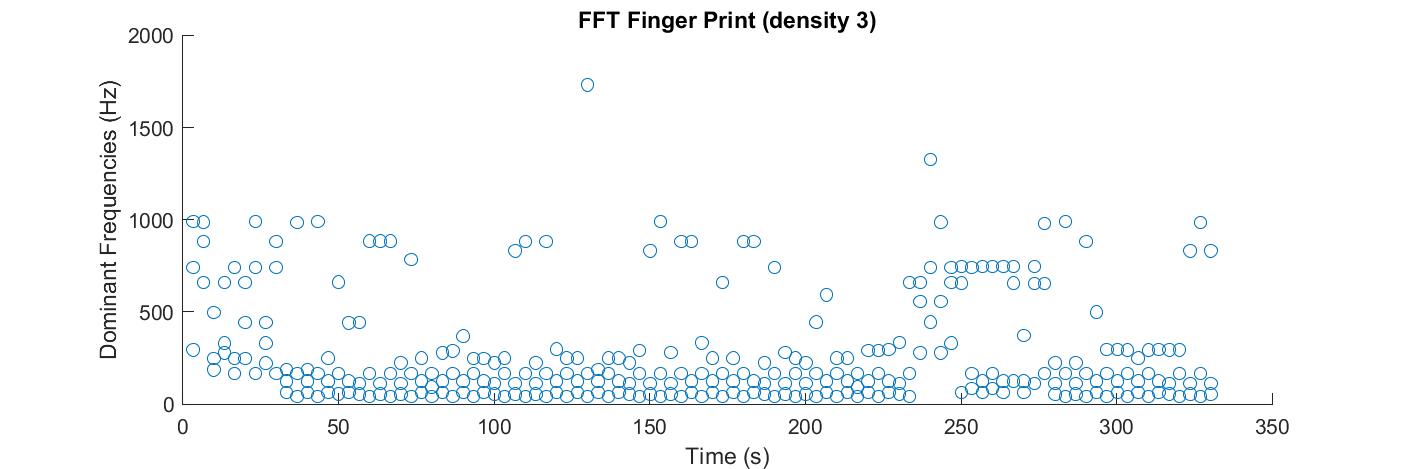 FFT Finger Print (density 3)
Dominant Frequencies (Hz)
2000
1500
1000
500
0
0 50 100 150 200 250 300 350
Time (s)